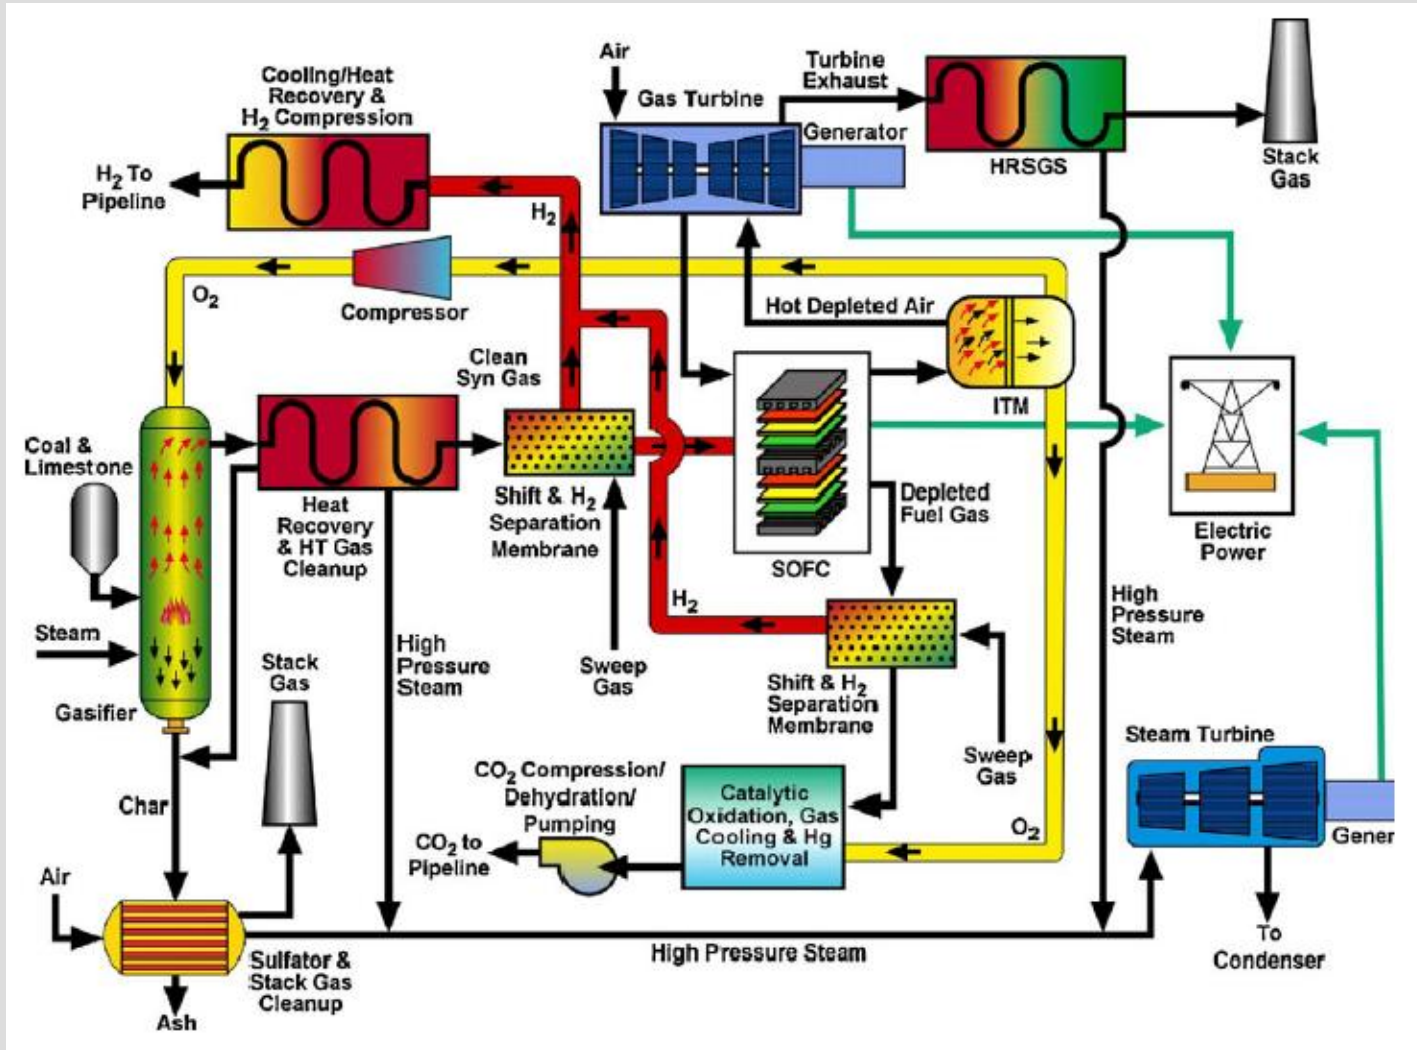 Air
Turbine
Exhaust
Cooling/Heat
Recovery &
H₂ Compression
Gas Turbine
Generator
HRSGS
Stack
Gas
H₂ To
Pipeline
H₂
O₂
Compressor
Hot Depleted Air
ITM
Clean
Syn Gas
Coal &
Limestone
Heat
Recovery
& HT Gas
Cleanup
Shift & H₂
Separation
Membrane
SOFC
Depleted
Fuel Gas
Electric
Power
Steam
H₂
High
Pressure
Steam
High
Pressure
Steam
Stack
Gas
Sweep
Gas
Shift & H₂
Separation
Membrane
Gasifier
Sweep
Gas
Steam Turbine
CO₂ Compression/
Dehydration/
Pumping
Catalytic
Oxidation, Gas
Cooling & Hg
Removal
Char
O₂
Gener
CO₂ to
Pipeline
Air
High Pressure Steam
To
Condenser
Sulfator &
Stack Gas
Cleanup
Ash